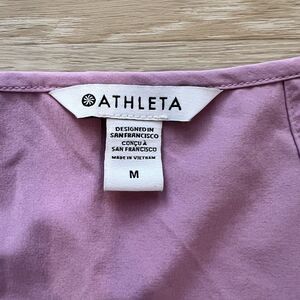 ATHLETA
DESIGNED IN
SAN FRANCISCO
CONÇU À
SAN FRANCISCO
MADE IN VIETNAM
M